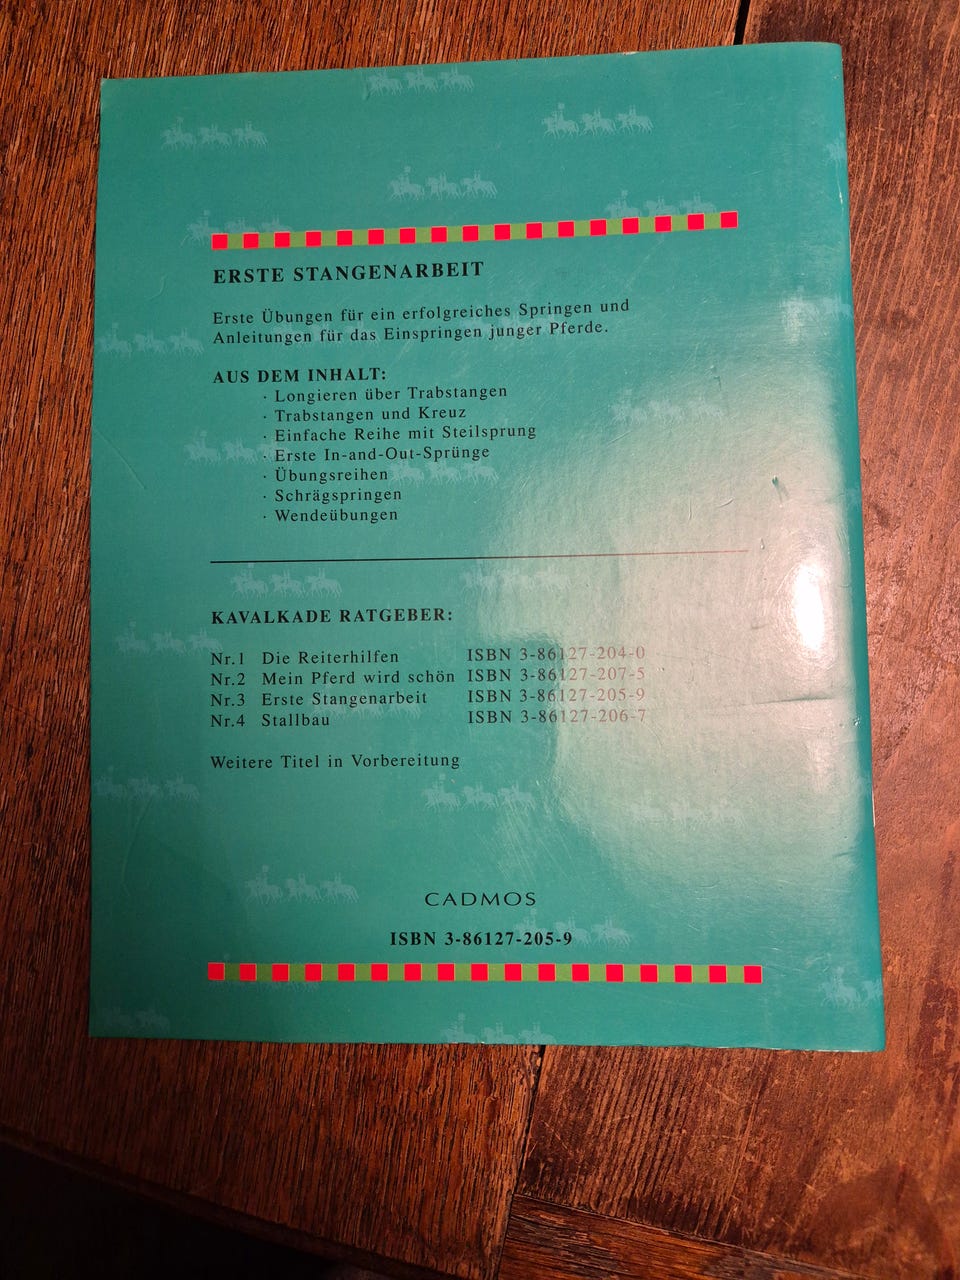 ERSTE STANGENARBEIT
Erste Übungen für ein erfolgreiches Springen und
Anleitungen für das Einspringen junger Pferde.
AUS DEM INHALT:
· Longieren über Trabstangen
· Trabstangen und Kreuz
· Einfache Reihe mit Steilsprung
· Erste In-and-Out-Sprünge
· Übungsreihen
· Schrägspringen
· Wendeübungen
KAVALKADE RATGEBER:
Nr.1 Die Reiterhilfen ISBN 3-86127-204-0
Nr.2 Mein Pferd wird schön ISBN 3-86127-207-5
Nr.3 Erste Stangenarbeit ISBN 3-86127-205-9
Nr.4 Stallbau ISBN 3-86127-206-7
Weitere Titel in Vorbereitung
CADMOS
ISBN 3-86127-205-9